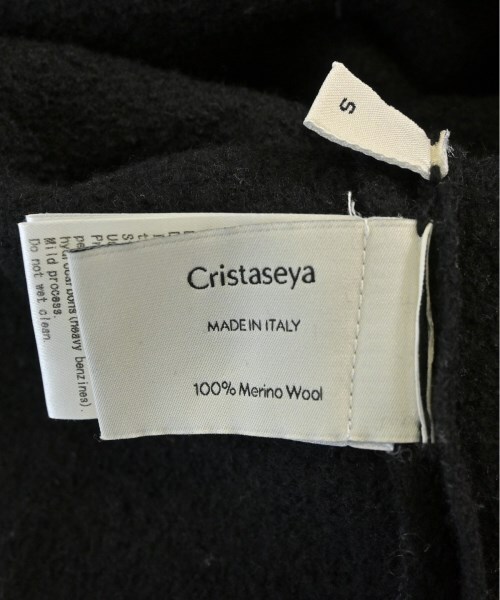 S
Cristaseya
MADE IN ITALY
100% Merino Wool
hydrocarbons (heavy benzines).
Mild process.
Do not wet clean.